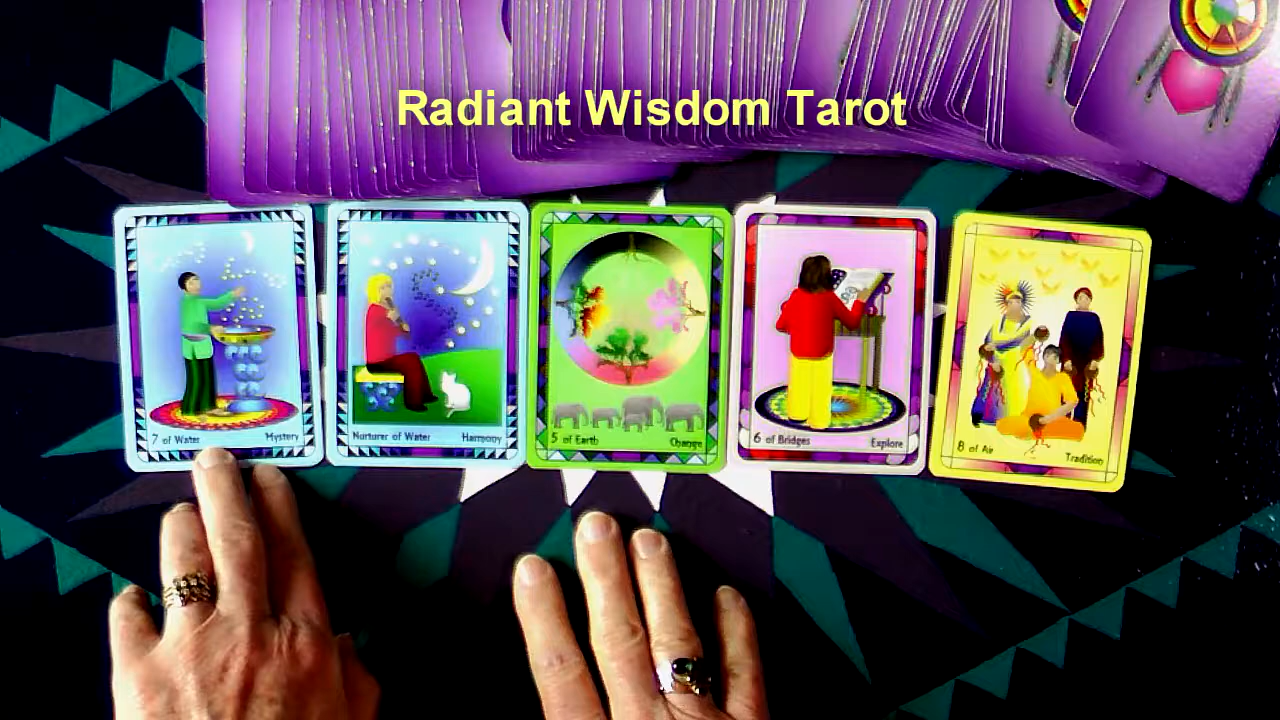 Radiant Wisdom Tarot
7 of Water Mystery
Nurturer of Water Harmony
5 of Earth Change
6 of Bridges Explore
8 of Air Tradition